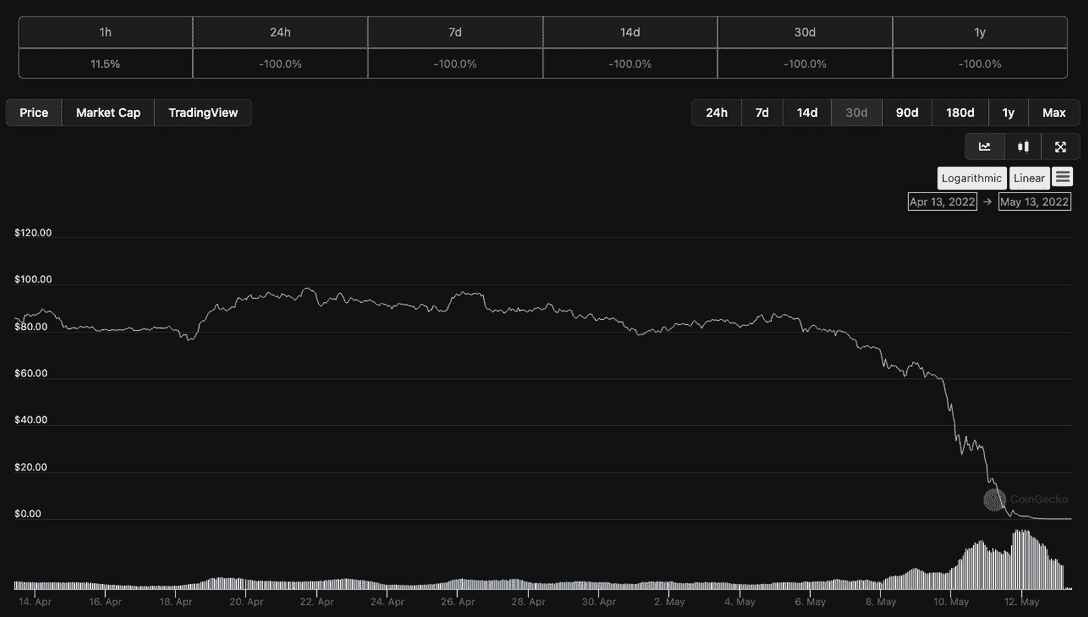 1h 24h 7d 14d 30d 1y
11.5% -100.0% -100.0% -100.0% -100.0% -100.0%
Price Market Cap TradingView 24h 7d 14d 30d 90d 180d 1y Max
Logarithmic Linear
Apr 13, 2022 → May 13, 2022
$120.00
$100.00
$80.00
$60.00
$40.00
$20.00
CoinGecko
$0.00
14. Apr 16. Apr 18. Apr 20. Apr 22. Apr 24. Apr 26. Apr 28. Apr 30. Apr 2. May 4. May 6. May 8. May 10. May 12. May